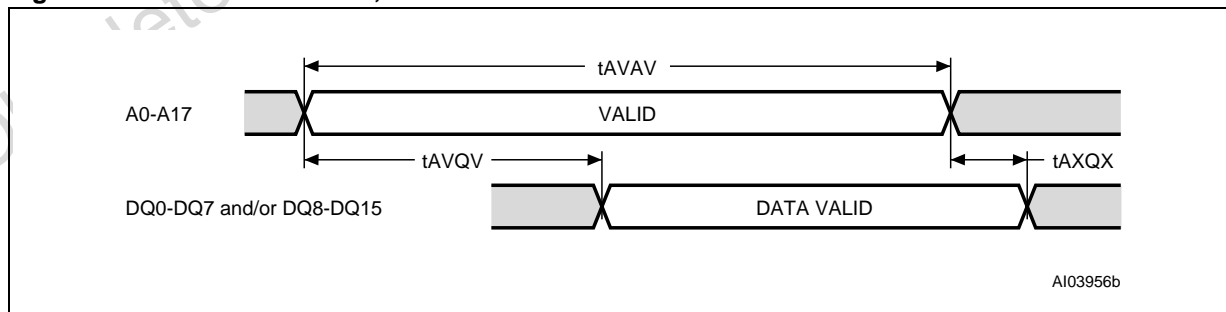 tAVAV
A0-A17 VALID
tAVQV tAXQX
DQ0-DQ7 and/or DQ8-DQ15 DATA VALID
AI03956b